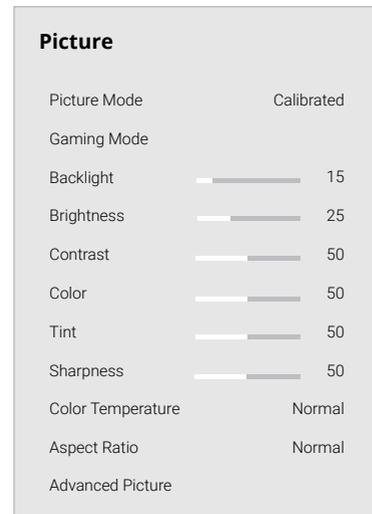 Picture
Picture Mode Calibrated
Gaming Mode
Backlight 15
Brightness 25
Contrast 50
Color 50
Tint 50
Sharpness 50
Color Temperature Normal
Aspect Ratio Normal
Advanced Picture